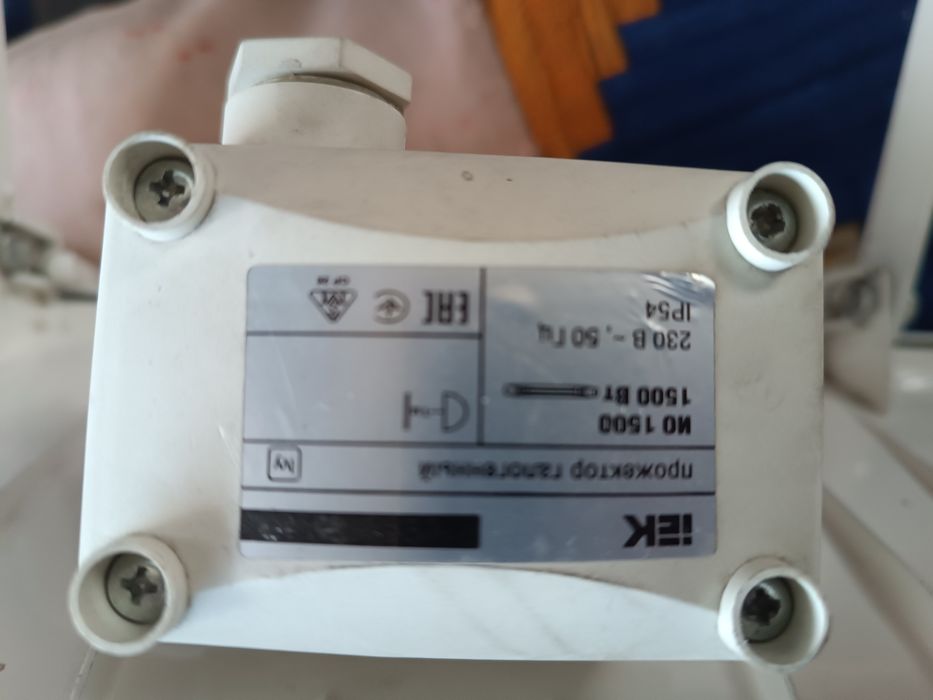 iEK
прожектор галогенный
ИО 1500
1500 Вт
230 В ~, 50 Гц
IP54
EAC